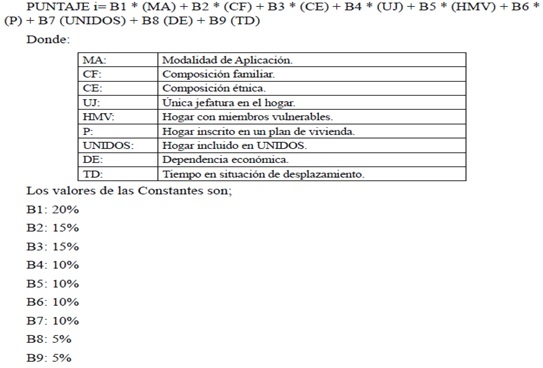 PUNTAJE i= B1 * (MA) + B2 * (CF) + B3 * (CE) + B4 * (UJ) + B5 * (HMV) + B6 *
(P) + B7 (UNIDOS) + B8 (DE) + B9 (TD)
Donde:
MA: Modalidad de Aplicación.
CF: Composición familiar.
CE: Composición étnica.
UJ: Única jefatura en el hogar.
HMV: Hogar con miembros vulnerables.
P: Hogar inscrito en un plan de vivienda.
UNIDOS: Hogar incluido en UNIDOS.
DE: Dependencia económica.
TD: Tiempo en situación de desplazamiento.
Los valores de las Constantes son;
B1: 20%
B2: 15%
B3: 15%
B4: 10%
B5: 10%
B6: 10%
B7: 10%
B8: 5%
B9: 5%